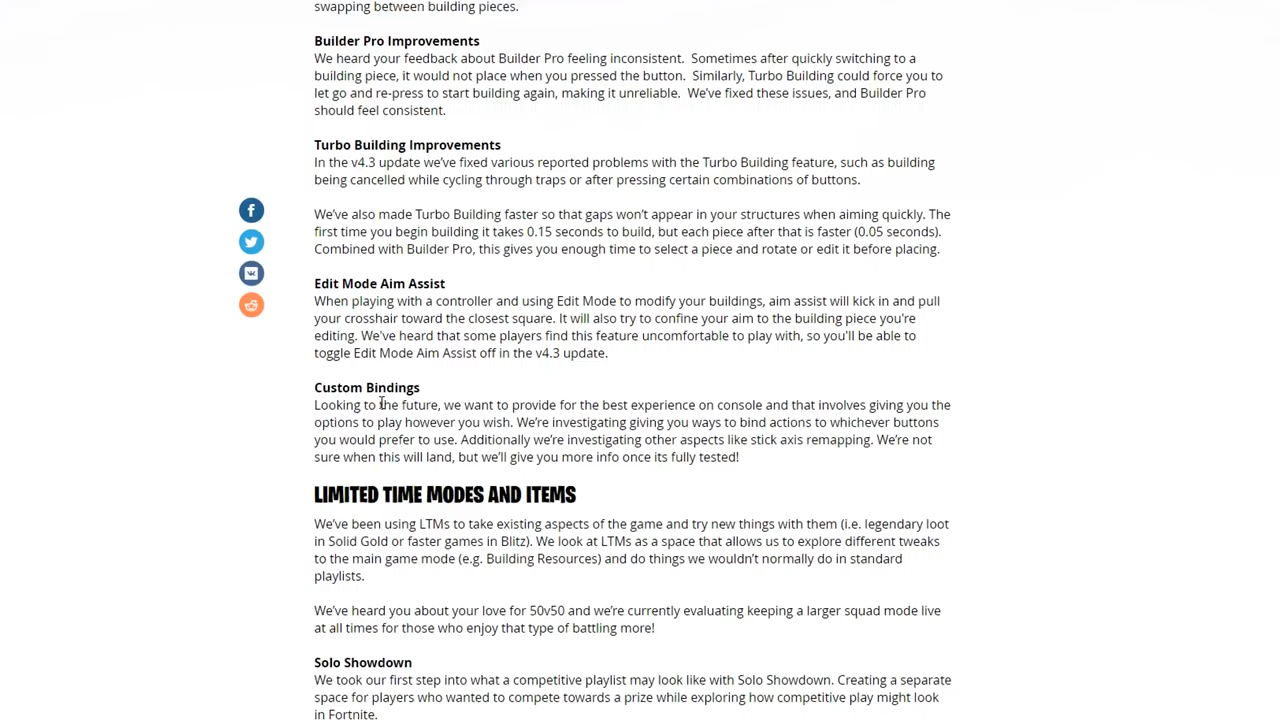 swapping between building pieces.
Builder Pro Improvements
We heard your feedback about Builder Pro feeling inconsistent.  Sometimes after quickly switching to a
building piece, it would not place when you pressed the button.  Similarly, Turbo Building could force you to
let go and re-press to start building again, making it unreliable.  We've fixed these issues, and Builder Pro
should feel consistent.
Turbo Building Improvements
In the v4.3 update we've fixed various reported problems with the Turbo Building feature, such as building
being cancelled while cycling through traps or after pressing certain combinations of buttons.
We've also made Turbo Building faster so that gaps won't appear in your structures when aiming quickly. The
first time you begin building it takes 0.15 seconds to build, but each piece after that is faster (0.05 seconds).
Combined with Builder Pro, this gives you enough time to select a piece and rotate or edit it before placing.
Edit Mode Aim Assist
When playing with a controller and using Edit Mode to modify your buildings, aim assist will kick in and pull
your crosshair toward the closest square. It will also try to confine your aim to the building piece you're
editing. We've heard that some players find this feature uncomfortable to play with, so you'll be able to
toggle Edit Mode Aim Assist off in the v4.3 update.
Custom Bindings
Looking to the future, we want to provide for the best experience on console and that involves giving you the
options to play however you wish. We're investigating giving you ways to bind actions to whichever buttons
you would prefer to use. Additionally we're investigating other aspects like stick axis remapping. We're not
sure when this will land, but we'll give you more info once its fully tested!
LIMITED TIME MODES AND ITEMS
We've been using LTMs to take existing aspects of the game and try new things with them (i.e. legendary loot
in Solid Gold or faster games in Blitz). We look at LTMs as a space that allows us to explore different tweaks
to the main game mode (e.g. Building Resources) and do things we wouldn't normally do in standard
playlists.
We've heard you about your love for 50v50 and we're currently evaluating keeping a larger squad mode live
at all times for those who enjoy that type of battling more!
Solo Showdown
We took our first step into what a competitive playlist may look like with Solo Showdown. Creating a separate
space for players who wanted to compete towards a prize while exploring how competitive play might look
in Fortnite.